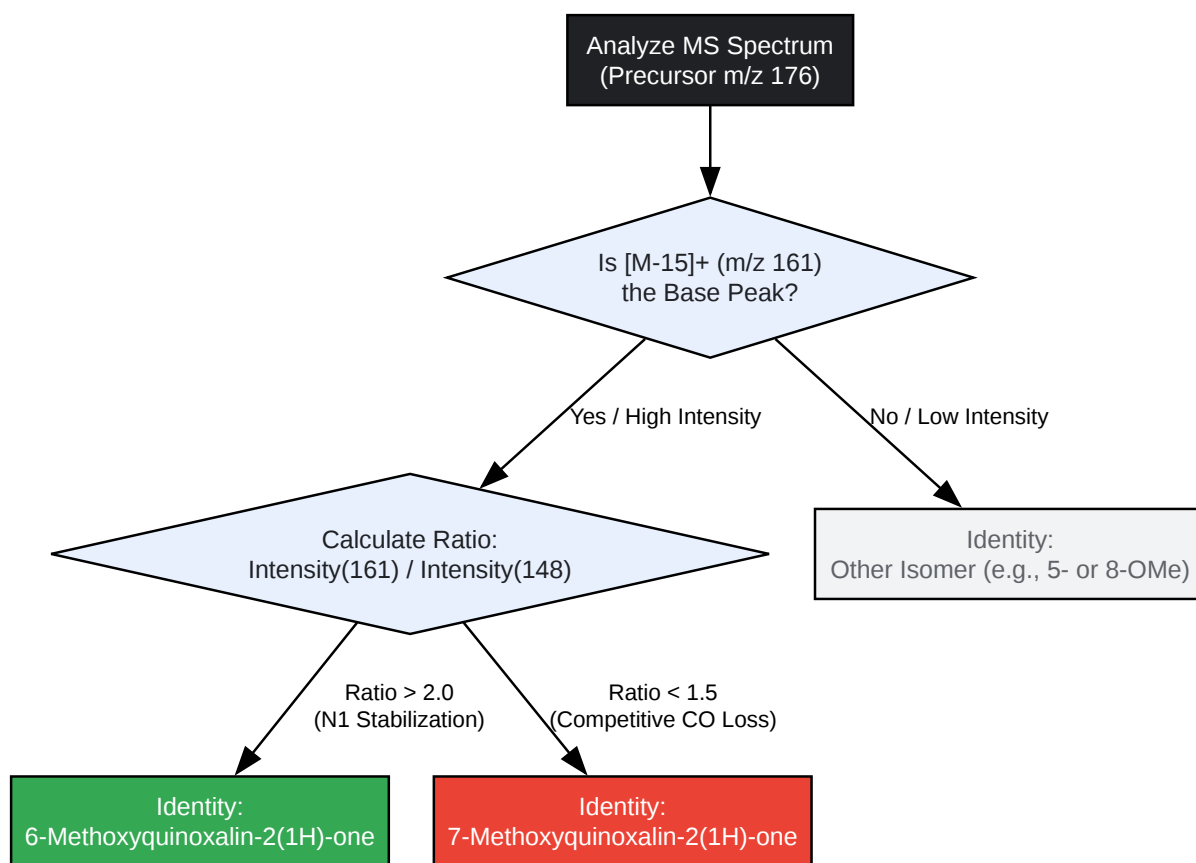 Analyze MS Spectrum
(Precursor m/z 176)
Is [M-15]+ (m/z 161)
the Base Peak?
Yes / High Intensity
No / Low Intensity
Calculate Ratio:
Intensity(161) / Intensity(148)
Identity:
Other Isomer (e.g., 5- or 8-OMe)
Ratio > 2.0
(N1 Stabilization)
Ratio < 1.5
(Competitive CO Loss)
Identity:
6-Methoxyquinoxalin-2(1H)-one
Identity:
7-Methoxyquinoxalin-2(1H)-one